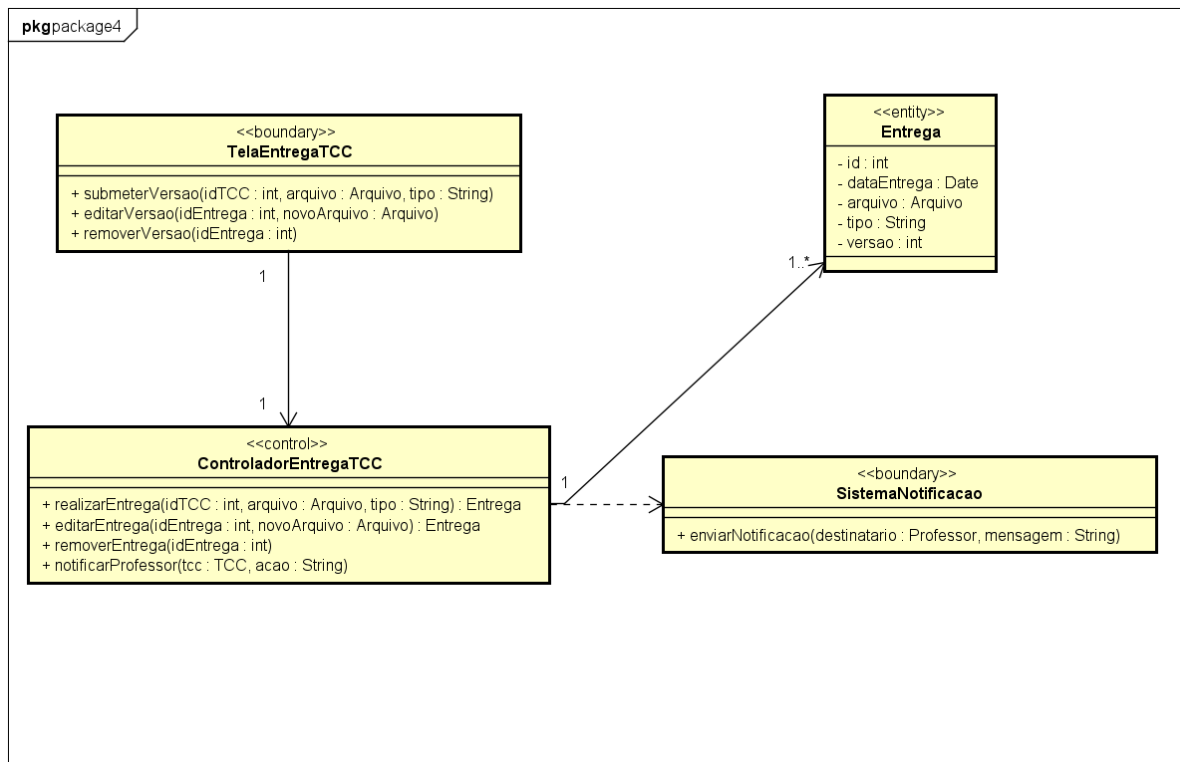 pkg package4
<<boundary>>
TelaEntregaTCC
+ submeterVersao(idTCC : int, arquivo : Arquivo, tipo : String)
+ editarVersao(idEntrega : int, novoArquivo : Arquivo)
+ removerVersao(idEntrega : int)
<<entity>>
Entrega
- id : int
- dataEntrega : Date
- arquivo : Arquivo
- tipo : String
- versao : int
1
1..*
1
<<control>>
ControladorEntregaTCC
+ realizarEntrega(idTCC : int, arquivo : Arquivo, tipo : String) : Entrega
+ editarEntrega(idEntrega : int, novoArquivo : Arquivo) : Entrega
+ removerEntrega(idEntrega : int)
+ notificarProfessor(tcc : TCC, acao : String)
1
<<boundary>>
SistemaNotificacao
+ enviarNotificacao(destinatario : Professor, mensagem : String)